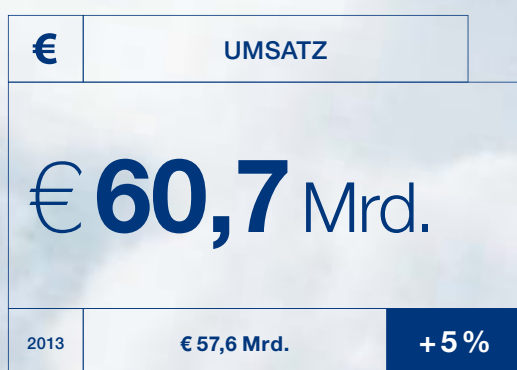 € UMSATZ
€ 60,7 Mrd.
2013 € 57,6 Mrd. +5 %